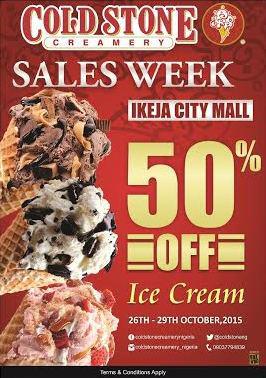 COLD STONE
CREAMERY
SALES WEEK
IKEJA CITY MALL
50%
OFF
Ice Cream
26TH - 29TH OCTOBER,2015
coldstonecreamerynigeria
@coldstoneng
coldstonecreamery_nigeria
08037794839
Terms & Conditions Apply